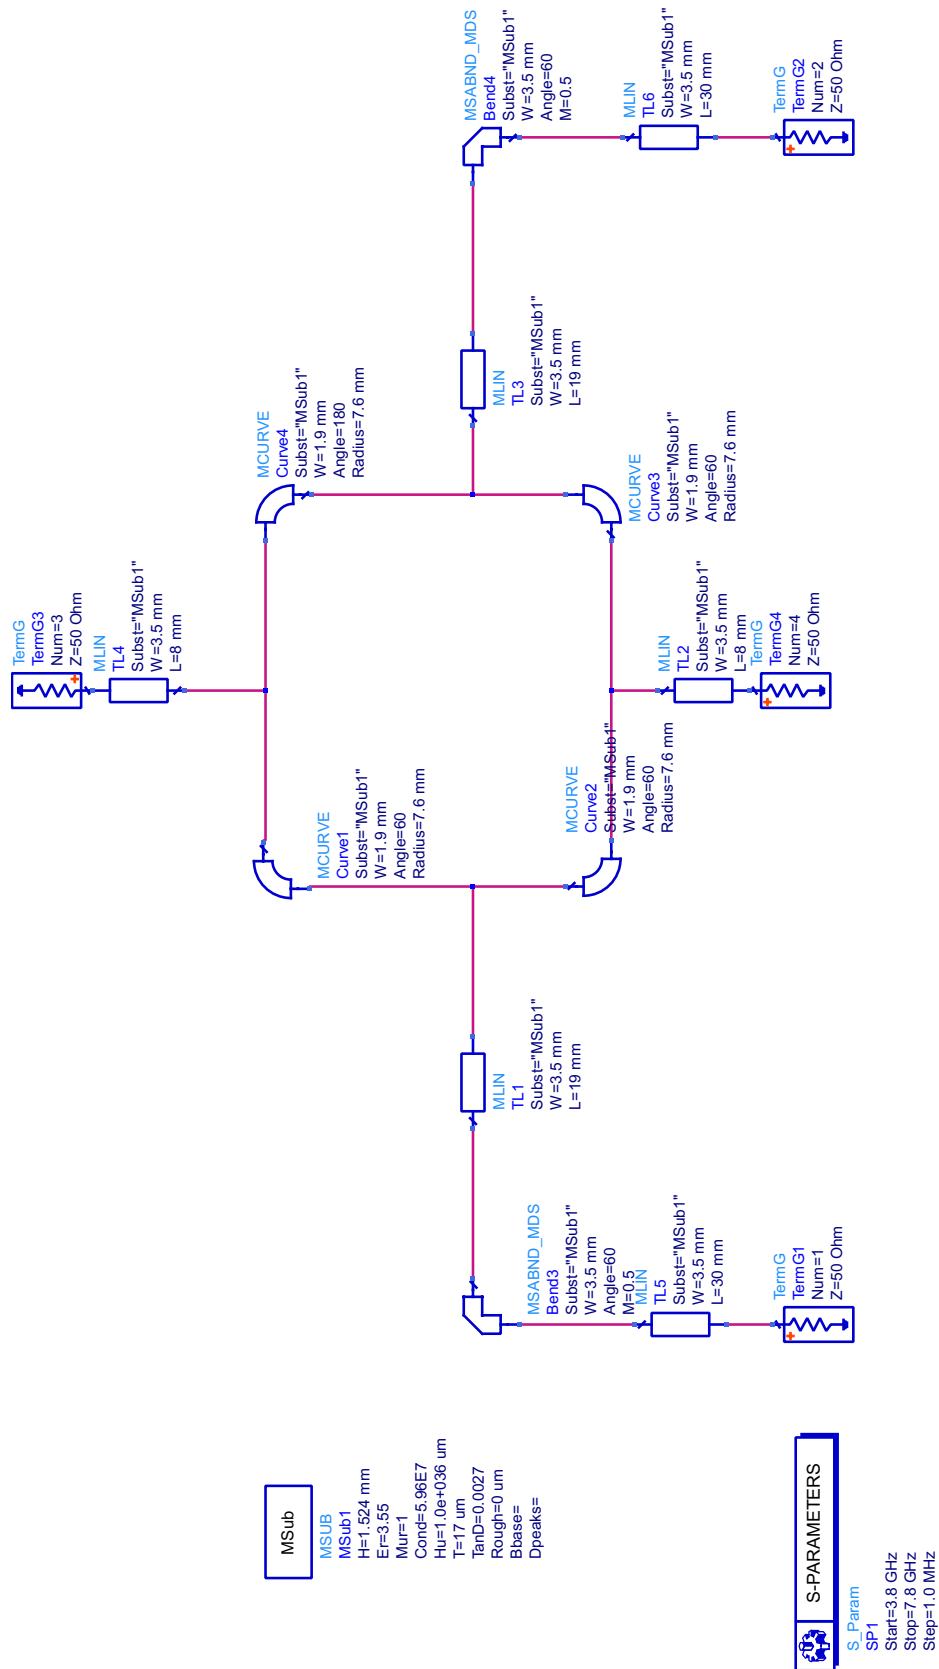 MSABND_MDS
Bend4
Subst="MSub1"
W=3.5 mm
Angle=60
M=0.5
MLIN
TL6
Subst="MSub1"
W=3.5 mm
L=30 mm
TermG
TermG2
Num=2
Z=50 Ohm
MCURVE
Curve4
Subst="MSub1"
W=1.9 mm
Angle=180
Radius=7.6 mm
MLIN
TL3
Subst="MSub1"
W=3.5 mm
L=19 mm
MCURVE
Curve3
Subst="MSub1"
W=1.9 mm
Angle=60
Radius=7.6 mm
TermG
TermG3
Num=3
Z=50 Ohm
MLIN
TL4
Subst="MSub1"
W=3.5 mm
L=8 mm
MLIN
TL2
Subst="MSub1"
W=3.5 mm
L=8 mm
TermG
TermG4
Num=4
Z=50 Ohm
MCURVE
Curve1
Subst="MSub1"
W=1.9 mm
Angle=60
Radius=7.6 mm
MCURVE
Curve2
Subst="MSub1"
W=1.9 mm
Angle=60
Radius=7.6 mm
MLIN
TL1
Subst="MSub1"
W=3.5 mm
L=19 mm
MSABND_MDS
Bend3
Subst="MSub1"
W=3.5 mm
Angle=60
M=0.5
MLIN
TL5
Subst="MSub1"
W=3.5 mm
L=30 mm
TermG
TermG1
Num=1
Z=50 Ohm
MSub
MSUB
MSub1
H=1.524 mm
Er=3.55
Mur=1
Cond=5.96E7
Hu=1.0e+036 um
T=17 um
TanD=0.0027
Rough=0 um
Bbase=
Dpeaks=
S-PARAMETERS
S_Param
SP1
Start=3.8 GHz
Stop=7.8 GHz
Step=1.0 MHz